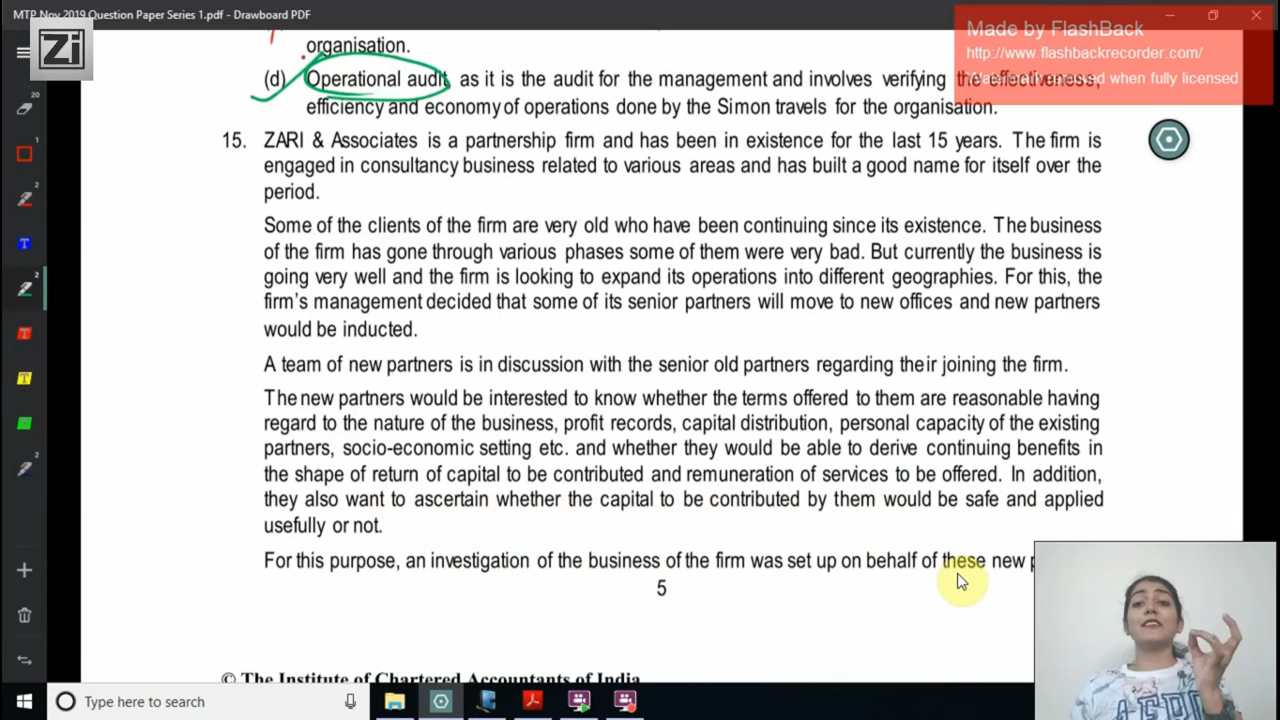 MTP Nov 2019 Question Paper Series 1.pdf - Drawboard PDF
Made by FlashBack
http://www.flashbackrecorder.com/
removed when fully licensed
Zi
organisation.
(d) Operational audit, as it is the audit for the management and involves verifying the effectiveness,
efficiency and economy of operations done by the Simon travels for the organisation.
15. ZARI & Associates is a partnership firm and has been in existence for the last 15 years. The firm is
engaged in consultancy business related to various areas and has built a good name for itself over the
period.
Some of the clients of the firm are very old who have been continuing since its existence. The business
of the firm has gone through various phases some of them were very bad. But currently the business is
going very well and the firm is looking to expand its operations into different geographies. For this, the
firm's management decided that some of its senior partners will move to new offices and new partners
would be inducted.
A team of new partners is in discussion with the senior old partners regarding their joining the firm.
The new partners would be interested to know whether the terms offered to them are reasonable having
regard to the nature of the business, profit records, capital distribution, personal capacity of the existing
partners, socio-economic setting etc. and whether they would be able to derive continuing benefits in
the shape of return of capital to be contributed and remuneration of services to be offered. In addition,
they also want to ascertain whether the capital to be contributed by them would be safe and applied
usefully or not.
For this purpose, an investigation of the business of the firm was set up on behalf of these new
5
© The Institute of Chartered Accountants of India
20
1
2
T
2
T
T
2
Type here to search